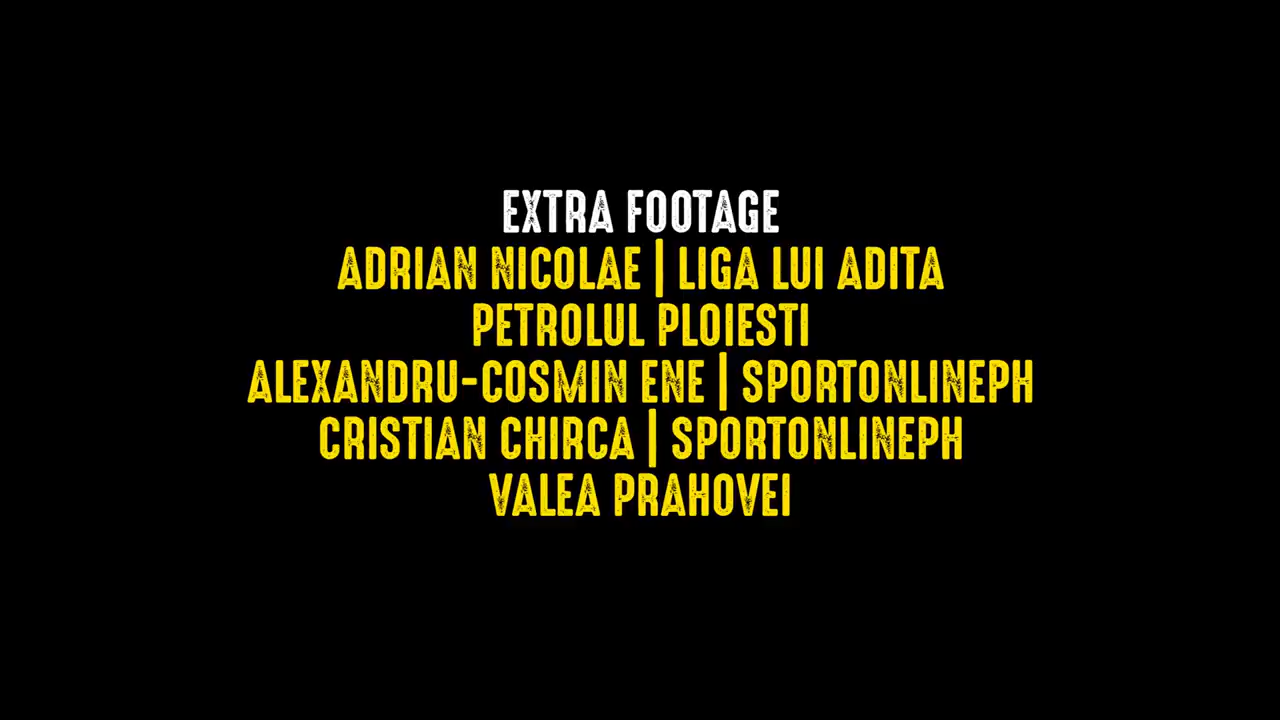 EXTRA FOOTAGE
ADRIAN NICOLAE | LIGA LUI ADITA
PETROLUL PLOIESTI
ALEXANDRU-COSMIN ENE | SPORTONLINEPH
CRISTIAN CHIRCA | SPORTONLINEPH
VALEA PRAHOVEI